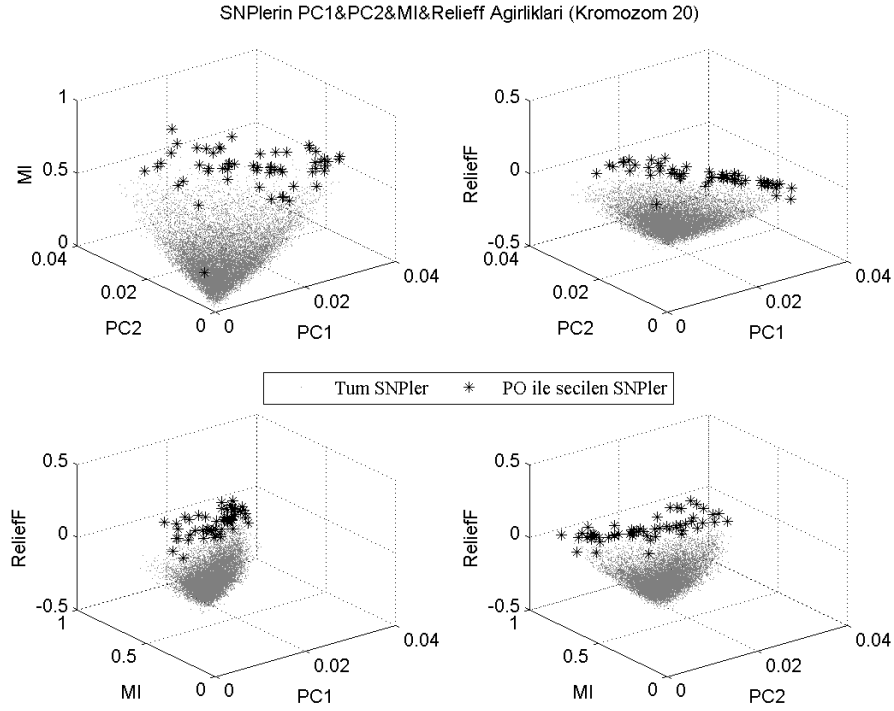 SNPlerin PC1&PC2&MI&Relieff Agirliklari (Kromozom 20)
1
0.5
0
MI
0.04
0.02
0
PC2
0
0.02
0.04
PC1
0.5
0
-0.5
ReliefF
0.04
0.02
0
PC2
0
0.02
0.04
PC1
Tum SNPler
PO ile secilen SNPler
0.5
0
-0.5
ReliefF
1
0.5
0
MI
0
0.02
0.04
PC1
0.5
0
-0.5
ReliefF
1
0.5
0
MI
0
0.02
0.04
PC2